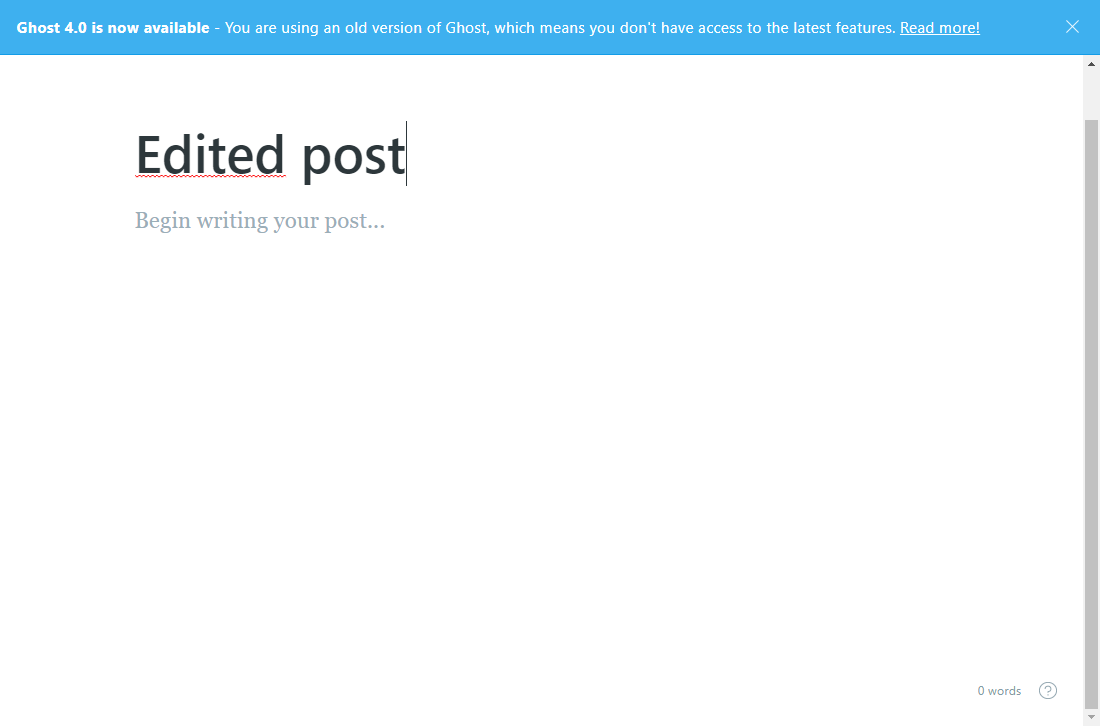 Ghost 4.0 is now available - You are using an old version of Ghost, which means you don't have access to the latest features. Read more!
Edited post
Begin writing your post...
0 words
?